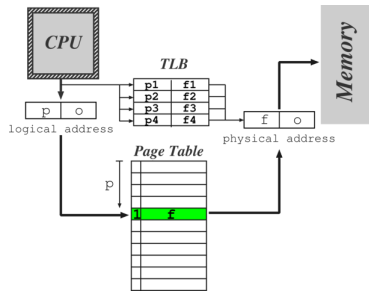 CPU
Memory
TLB
p1 f1
p2 f2
p3 f3
p4 f4
p o
logical address
f o
physical address
Page Table
p
1 f